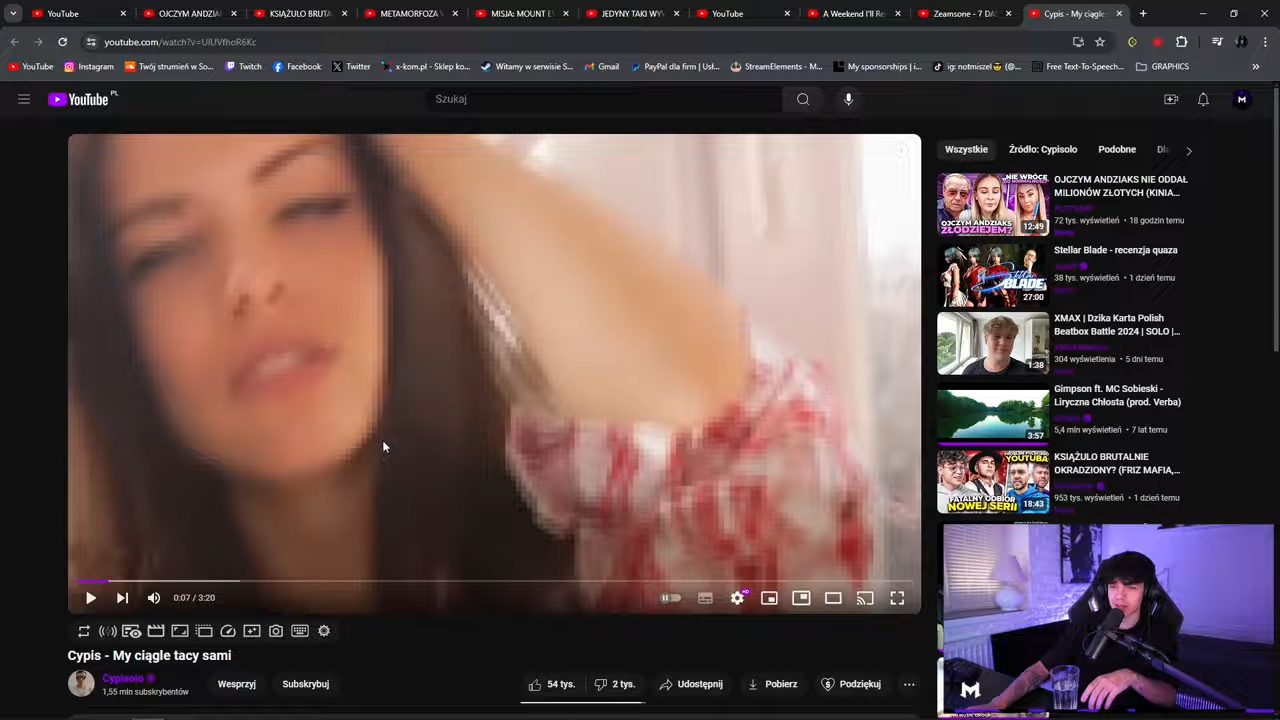 YouTube
OJCZYM ANDZIA
KSIĄŻULO BRUTA
METAMORFOZA
MISJA: MOUNT E
JEDYNY TAKI WY
YouTube
A Weekend I'll Re
Zeamsone - 7 DA
Cypis - My ciągle
youtube.com/watch?v=UlUVfhoR6Kc
YouTube
Instagram
Twój strumień w So...
Twitch
Facebook
Twitter
x-kom.pl - Sklep ko...
Witamy w serwisie S...
Gmail
PayPal dla firm | Usł...
StreamElements - M...
My sponsorships | ...
ig: notmiszel
Free Text-To-Speech...
GRAPHICS
YouTube PL
Szukaj
M
Wszystkie
Źródło: Cypisolo
Podobne
NIE WRÓCĘ
DO NORMALNOŚCI
OJCZYM ANDZIAKS
ZŁODZIEJEM?
12:49
OJCZYM ANDZIAKS NIE ODDAŁ
MILIONÓW ZŁOTYCH (KINIA...
72 tys. wyświetleń • 18 godzin temu
STELLAR
BLADE
27:00
Stellar Blade - recenzja quaza
38 tys. wyświetleń • 1 dzień temu
1:38
XMAX | Dzika Karta Polish
Beatbox Battle 2024 | SOLO |...
304 wyświetlenia • 5 dni temu
3:57
Gimpson ft. MC Sobieski -
Liryczna Chłosta (prod. Verba)
5,4 mln wyświetleń • 7 lat temu
PROBLEM POLSKIEGO
YOUTUBA
FATALNY ODBIÓR
NOWEJ SERII
18:43
KSIĄŻULO BRUTALNIE
OKRADZIONY? (FRIZ MAFIA,...
953 tys. wyświetleń • 1 dzień temu
0:07 / 3:20
HD
Cypis - My ciągle tacy sami
Cypisolo
1,55 mln subskrybentów
Wesprzyj
Subskrybuj
54 tys.
2 tys.
Udostępnij
Pobierz
Podziękuj
M